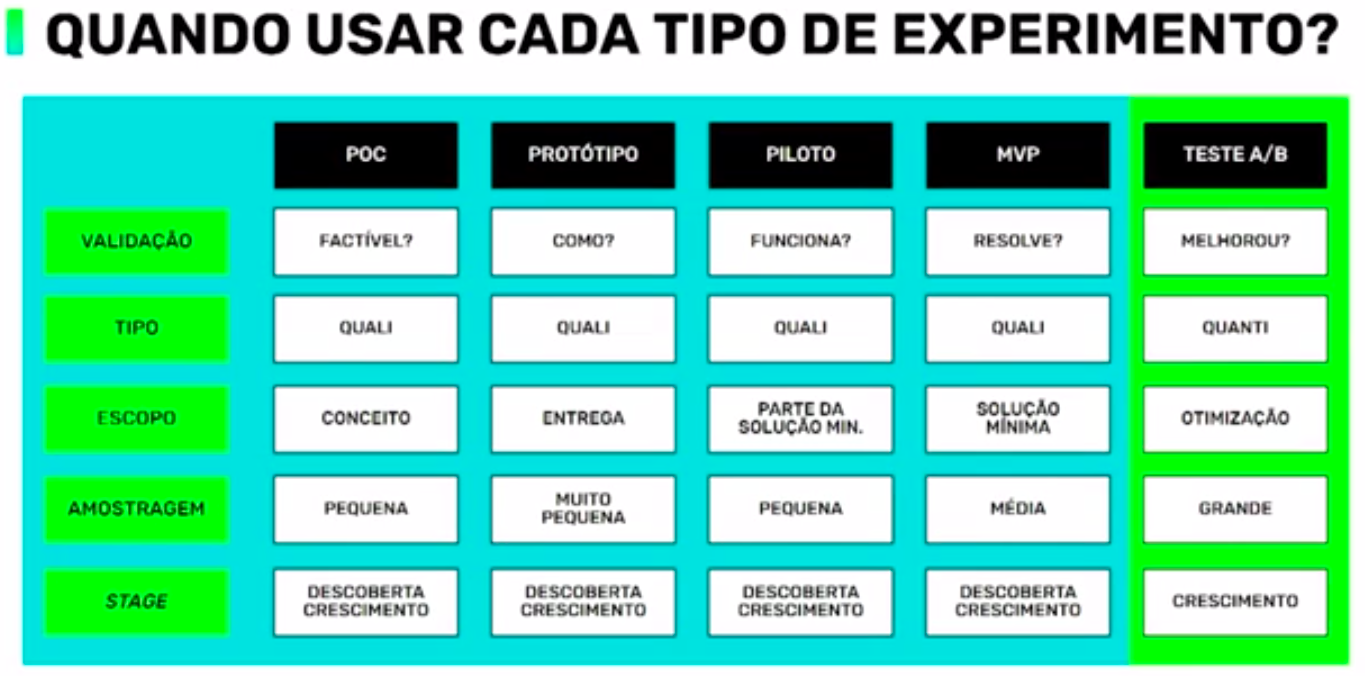 QUANDO USAR CADA TIPO DE EXPERIMENTO?
POC
PROTÓTIPO
PILOTO
MVP
TESTE A/B
VALIDAÇÃO
FACTÍVEL?
COMO?
FUNCIONA?
RESOLVE?
MELHOROU?
TIPO
QUALI
QUALI
QUALI
QUALI
QUANTI
ESCOPO
CONCEITO
ENTREGA
PARTE DA
SOLUÇÃO MIN.
SOLUÇÃO
MÍNIMA
OTIMIZAÇÃO
AMOSTRAGEM
PEQUENA
MUITO
PEQUENA
PEQUENA
MÉDIA
GRANDE
STAGE
DESCOBERTA
CRESCIMENTO
DESCOBERTA
CRESCIMENTO
DESCOBERTA
CRESCIMENTO
DESCOBERTA
CRESCIMENTO
CRESCIMENTO